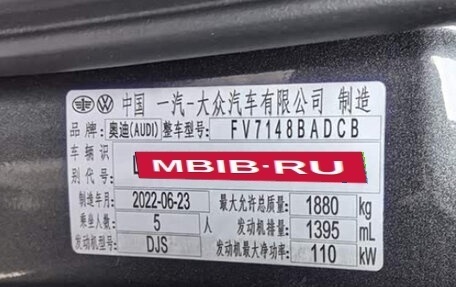 中国 一汽-大众汽车有限公司 制造
品牌: 奥迪(AUDI) 整车型号: FV7148BADCB
车辆识别代号:
MBIB-RU
制造年月: 2022-06-23 最大允许总质量: 1880 kg
乘坐人数: 5 人 发动机排量: 1395 mL
发动机型号: DJS 发动机最大净功率: 110 kW